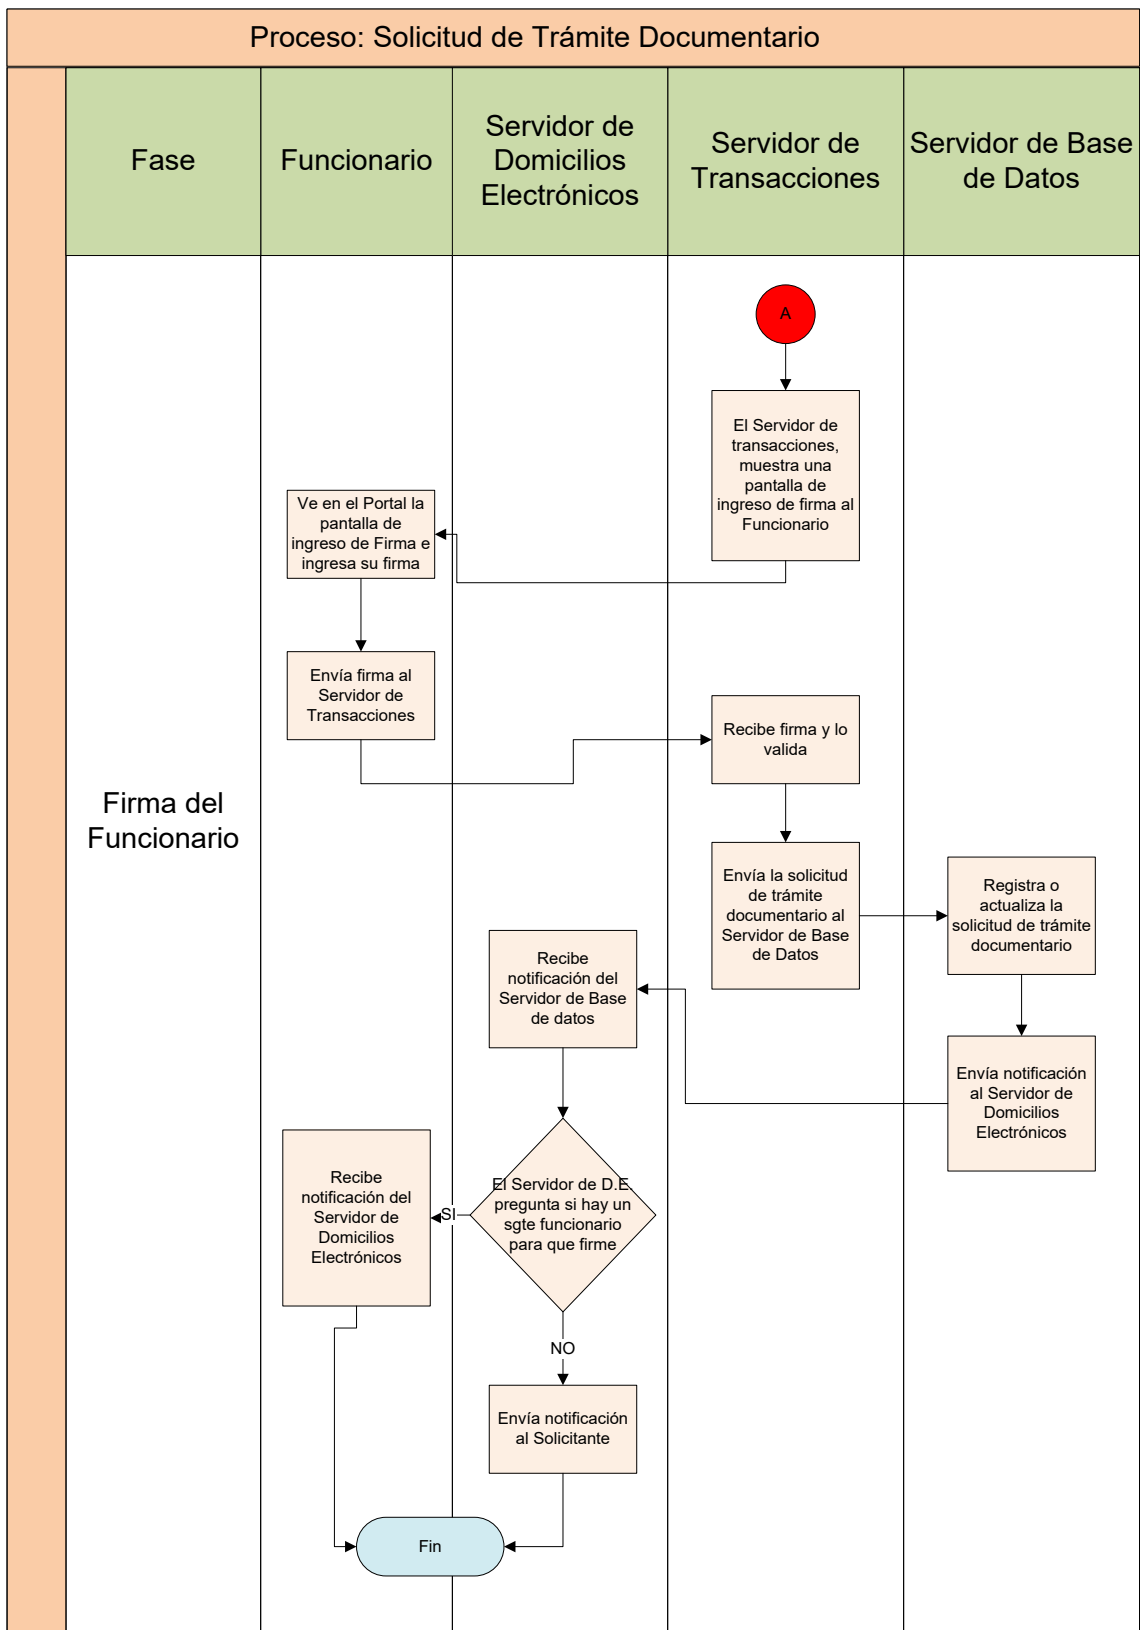 Proceso: Solicitud de Trámite Documentario
Fase
Funcionario
Servidor de
Domicilios
Electrónicos
Servidor de
Transacciones
Servidor de Base
de Datos
A
El Servidor de
transacciones,
muestra una
pantalla de
ingreso de firma al
Funcionario
Ve en el Portal la
pantalla de
ingreso de Firma e
ingresa su firma
Envía firma al
Servidor de
Transacciones
Recibe firma y lo
valida
Firma del
Funcionario
Envía la solicitud
de trámite
documentario al
Servidor de Base
de Datos
Registra o
actualiza la
solicitud de trámite
documentario
Recibe
notificación del
Servidor de Base
de datos
Envía notificación
al Servidor de
Domicilios
Electrónicos
El Servidor de D.E.
pregunta si hay un
sgte funcionario
para que firme
SI
Recibe
notificación del
Servidor de
Domicilios
Electrónicos
NO
Envía notificación
al Solicitante
Fin